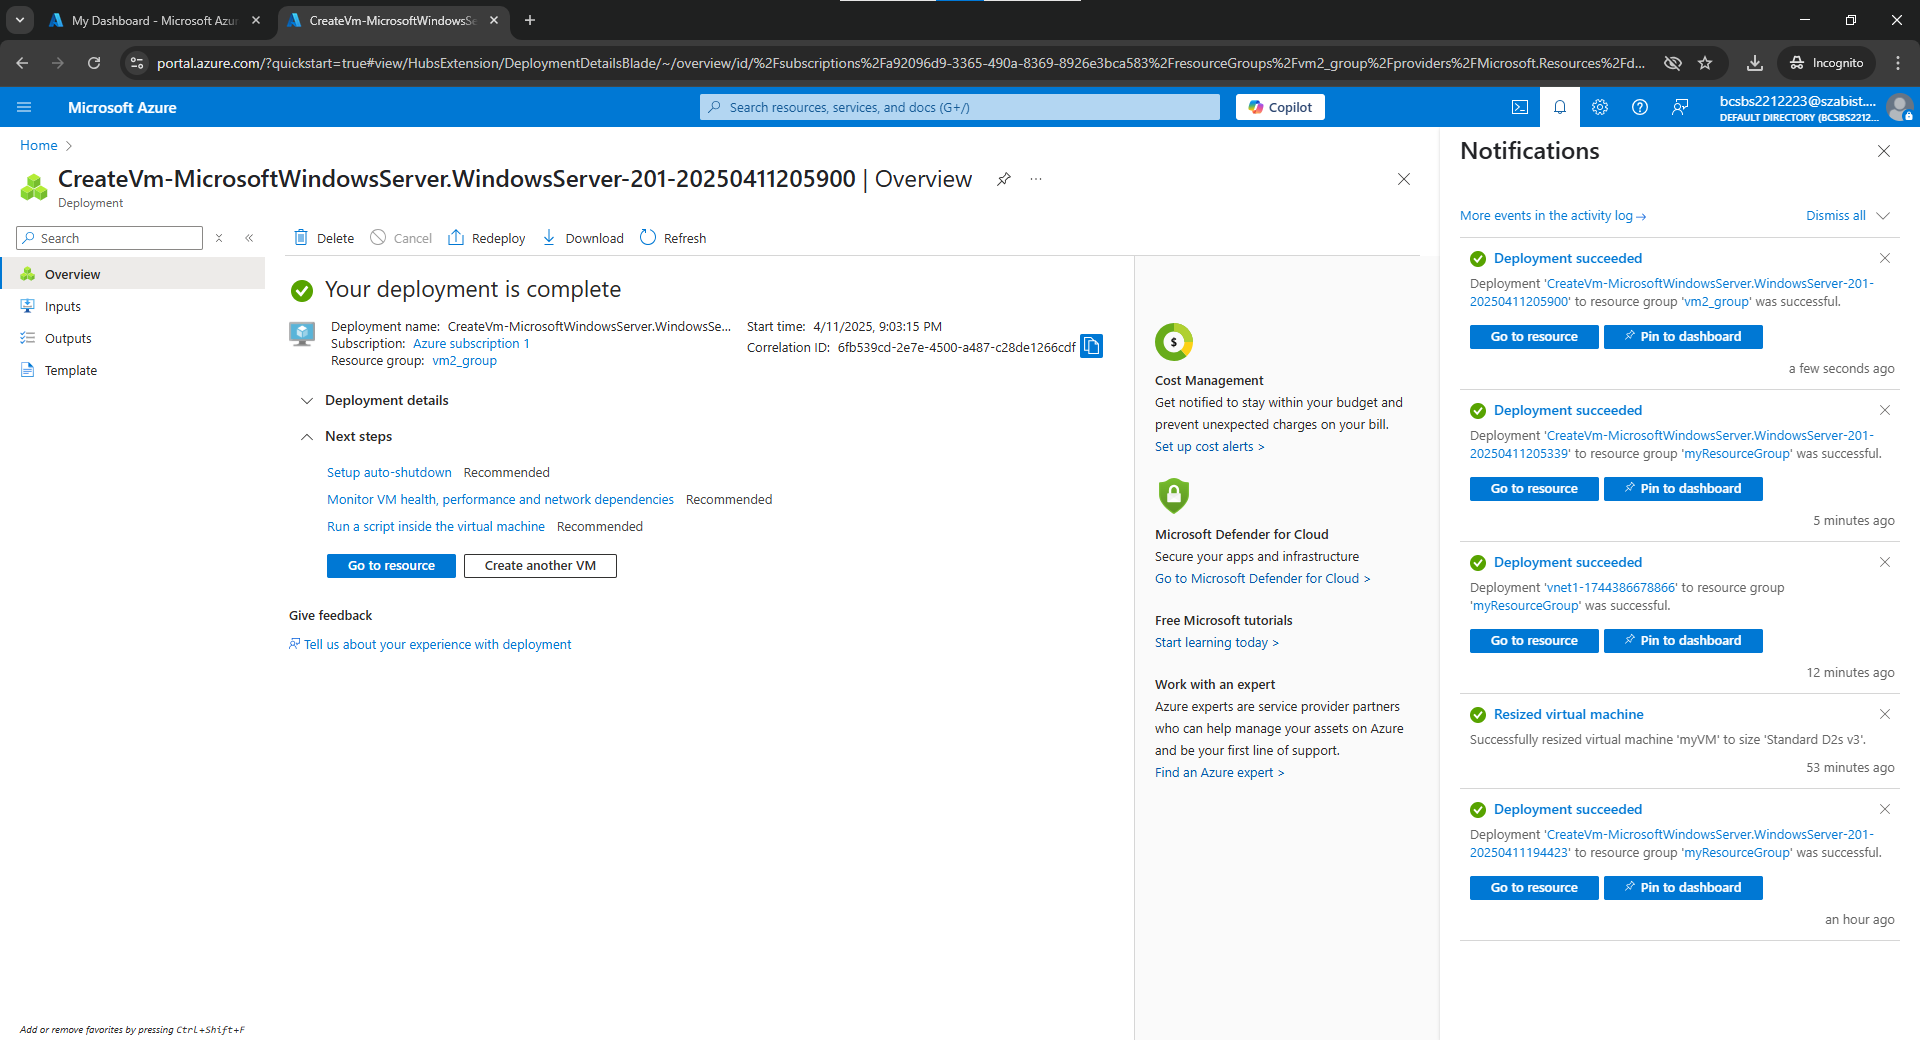 My Dashboard - Microsoft Azur
CreateVm-MicrosoftWindowsSe
portal.azure.com/?quickstart=true#view/HubsExtension/DeploymentDetailsBlade/~/overview/id/%2Fsubscriptions%2Fa92096d9-3365-490a-8369-8926e3bca583%2FresourceGroups%2Fvm2_group%2Fproviders%2FMicrosoft.Resources%2Fd...
Incognito
Microsoft Azure
Search resources, services, and docs (G+/)
Copilot
bcsbs2212223@szabist....
DEFAULT DIRECTORY (BCSBS2212...
Home
CreateVm-MicrosoftWindowsServer.WindowsServer-201-20250411205900 | Overview
Deployment
Search
Overview
Inputs
Outputs
Template
Add or remove favorites by pressing Ctrl+Shift+F
Delete
Cancel
Redeploy
Download
Refresh
Your deployment is complete
Deployment name: CreateVm-MicrosoftWindowsServer.WindowsSe...
Subscription: Azure subscription 1
Resource group: vm2_group
Start time: 4/11/2025, 9:03:15 PM
Correlation ID: 6fb539cd-2e7e-4500-a487-c28de1266cdf
Deployment details
Next steps
Setup auto-shutdown Recommended
Monitor VM health, performance and network dependencies Recommended
Run a script inside the virtual machine Recommended
Go to resource
Create another VM
Give feedback
Tell us about your experience with deployment
$
Cost Management
Get notified to stay within your budget and
prevent unexpected charges on your bill.
Set up cost alerts >
Microsoft Defender for Cloud
Secure your apps and infrastructure
Go to Microsoft Defender for Cloud >
Free Microsoft tutorials
Start learning today >
Work with an expert
Azure experts are service provider partners
who can help manage your assets on Azure
and be your first line of support.
Find an Azure expert >
Notifications
More events in the activity log →
Dismiss all
Deployment succeeded
Deployment 'CreateVm-MicrosoftWindowsServer.WindowsServer-201-
20250411205900' to resource group 'vm2_group' was successful.
Go to resource
Pin to dashboard
a few seconds ago
Deployment succeeded
Deployment 'CreateVm-MicrosoftWindowsServer.WindowsServer-201-
20250411205339' to resource group 'myResourceGroup' was successful.
Go to resource
Pin to dashboard
5 minutes ago
Deployment succeeded
Deployment 'vnet1-1744386678866' to resource group
'myResourceGroup' was successful.
Go to resource
Pin to dashboard
12 minutes ago
Resized virtual machine
Successfully resized virtual machine 'myVM' to size 'Standard D2s v3'.
53 minutes ago
Deployment succeeded
Deployment 'CreateVm-MicrosoftWindowsServer.WindowsServer-201-
20250411194423' to resource group 'myResourceGroup' was successful.
Go to resource
Pin to dashboard
an hour ago